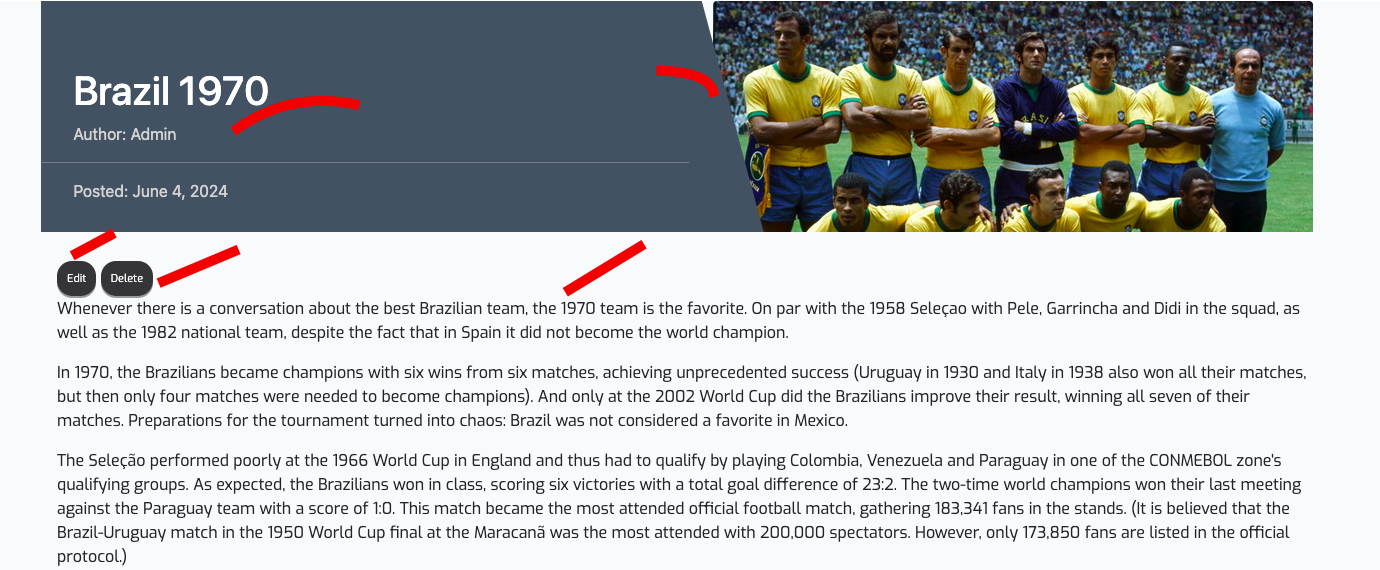 Brazil 1970
Author: Admin
Posted: June 4, 2024
BRASIL
Edit
Delete
Whenever there is a conversation about the best Brazilian team, the 1970 team is the favorite. On par with the 1958 Seleçao with Pele, Garrincha and Didi in the squad, as
well as the 1982 national team, despite the fact that in Spain it did not become the world champion.
In 1970, the Brazilians became champions with six wins from six matches, achieving unprecedented success (Uruguay in 1930 and Italy in 1938 also won all their matches,
but then only four matches were needed to become champions). And only at the 2002 World Cup did the Brazilians improve their result, winning all seven of their
matches. Preparations for the tournament turned into chaos: Brazil was not considered a favorite in Mexico.
The Seleção performed poorly at the 1966 World Cup in England and thus had to qualify by playing Colombia, Venezuela and Paraguay in one of the CONMEBOL zone's
qualifying groups. As expected, the Brazilians won in class, scoring six victories with a total goal difference of 23:2. The two-time world champions won their last meeting
against the Paraguay team with a score of 1:0. This match became the most attended official football match, gathering 183,341 fans in the stands. (It is believed that the
Brazil-Uruguay match in the 1950 World Cup final at the Maracanã was the most attended with 200,000 spectators. However, only 173,850 fans are listed in the official
protocol.)